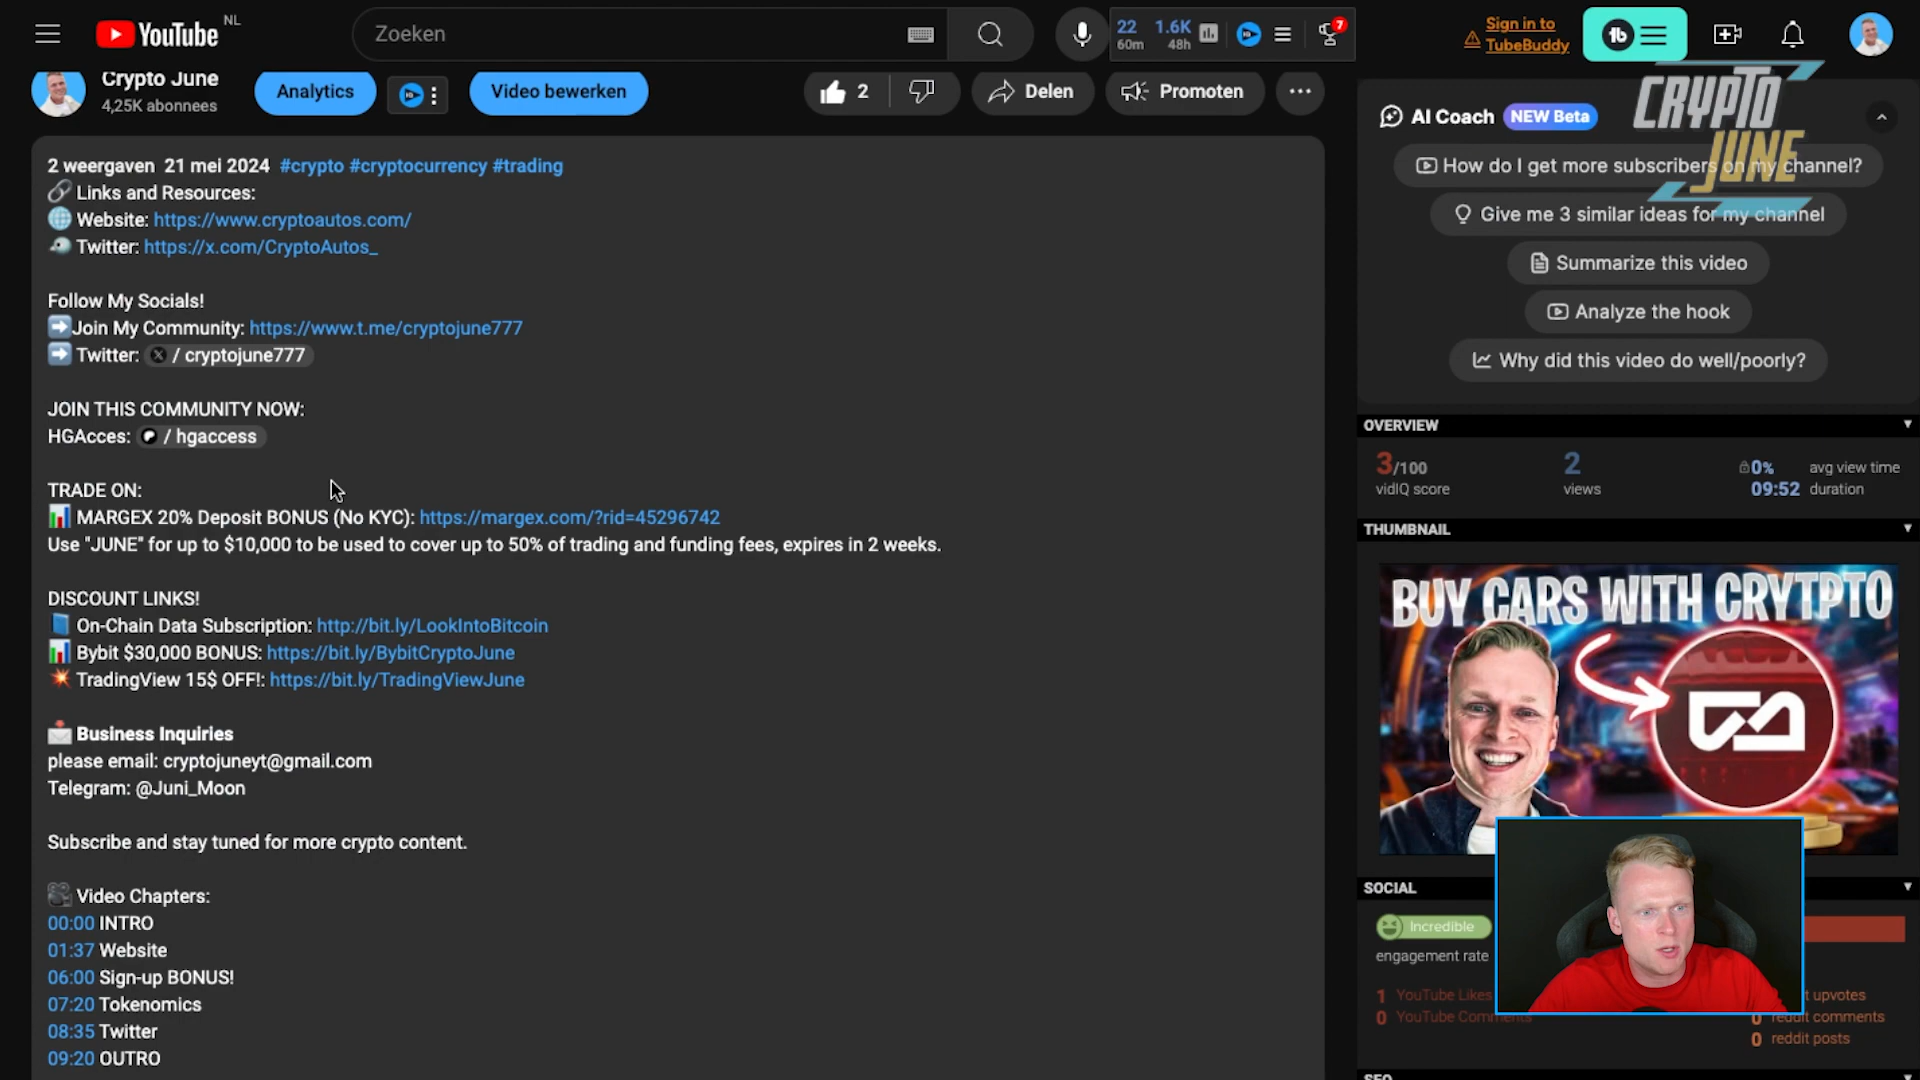 YouTube NL
Zoeken
22 60m
1.6K 48h
7
Sign in to
TubeBuddy
Crypto June
4,25K abonnees
Analytics
Video bewerken
2
Delen
Promoten
CRYPTO
JUNE
AI Coach NEW Beta
How do I get more subscribers on my channel?
Give me 3 similar ideas for my channel
Summarize this video
Analyze the hook
Why did this video do well/poorly?
2 weergaven 21 mei 2024 #crypto #cryptocurrency #trading
Links and Resources:
Website: https://www.cryptoautos.com/
Twitter: https://x.com/CryptoAutos_
Follow My Socials!
Join My Community: https://www.t.me/cryptojune777
Twitter: / cryptojune777
JOIN THIS COMMUNITY NOW:
HGAcces: / hgaccess
TRADE ON:
MARGEX 20% Deposit BONUS (No KYC): https://margex.com/?rid=45296742
Use "JUNE" for up to $10,000 to be used to cover up to 50% of trading and funding fees, expires in 2 weeks.
DISCOUNT LINKS!
On-Chain Data Subscription: http://bit.ly/LookIntoBitcoin
Bybit $30,000 BONUS: https://bit.ly/BybitCryptoJune
TradingView 15$ OFF!: https://bit.ly/TradingViewJune
Business Inquiries
please email: cryptojuneyt@gmail.com
Telegram: @Juni_Moon
Subscribe and stay tuned for more crypto content.
Video Chapters:
00:00 INTRO
01:37 Website
06:00 Sign-up BONUS!
07:20 Tokenomics
08:35 Twitter
09:20 OUTRO
OVERVIEW
3/100
vidIQ score
2
views
0% avg view time
09:52 duration
THUMBNAIL
BUY CARS WITH CRYTPTO
SOCIAL
Incredible
engagement rate
1 YouTube Likes
0 YouTube Comments
upvotes
0 reddit comments
0 reddit posts